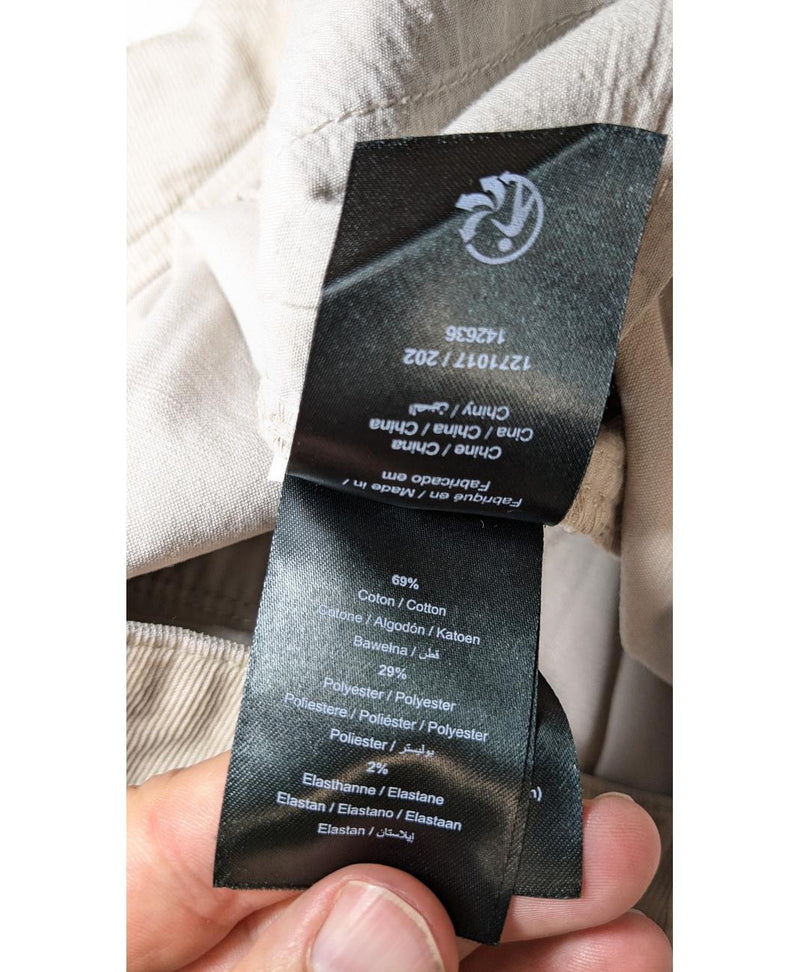 142636
1271017 / 202
Chiny / الصين
Cina / China / China
Chine / China
Fabricado em
Fabriqué en / Made in /
69%
Coton / Cotton
Cotone / Algodón / Katoen
Bawełna / قطن
29%
Polyester / Polyester
Poliestere / Poliéster / Polyester
Poliester / بوليستر
2%
Elasthanne / Elastane
Elastan / Elastano / Elastaan
Elastan / إيلاستان